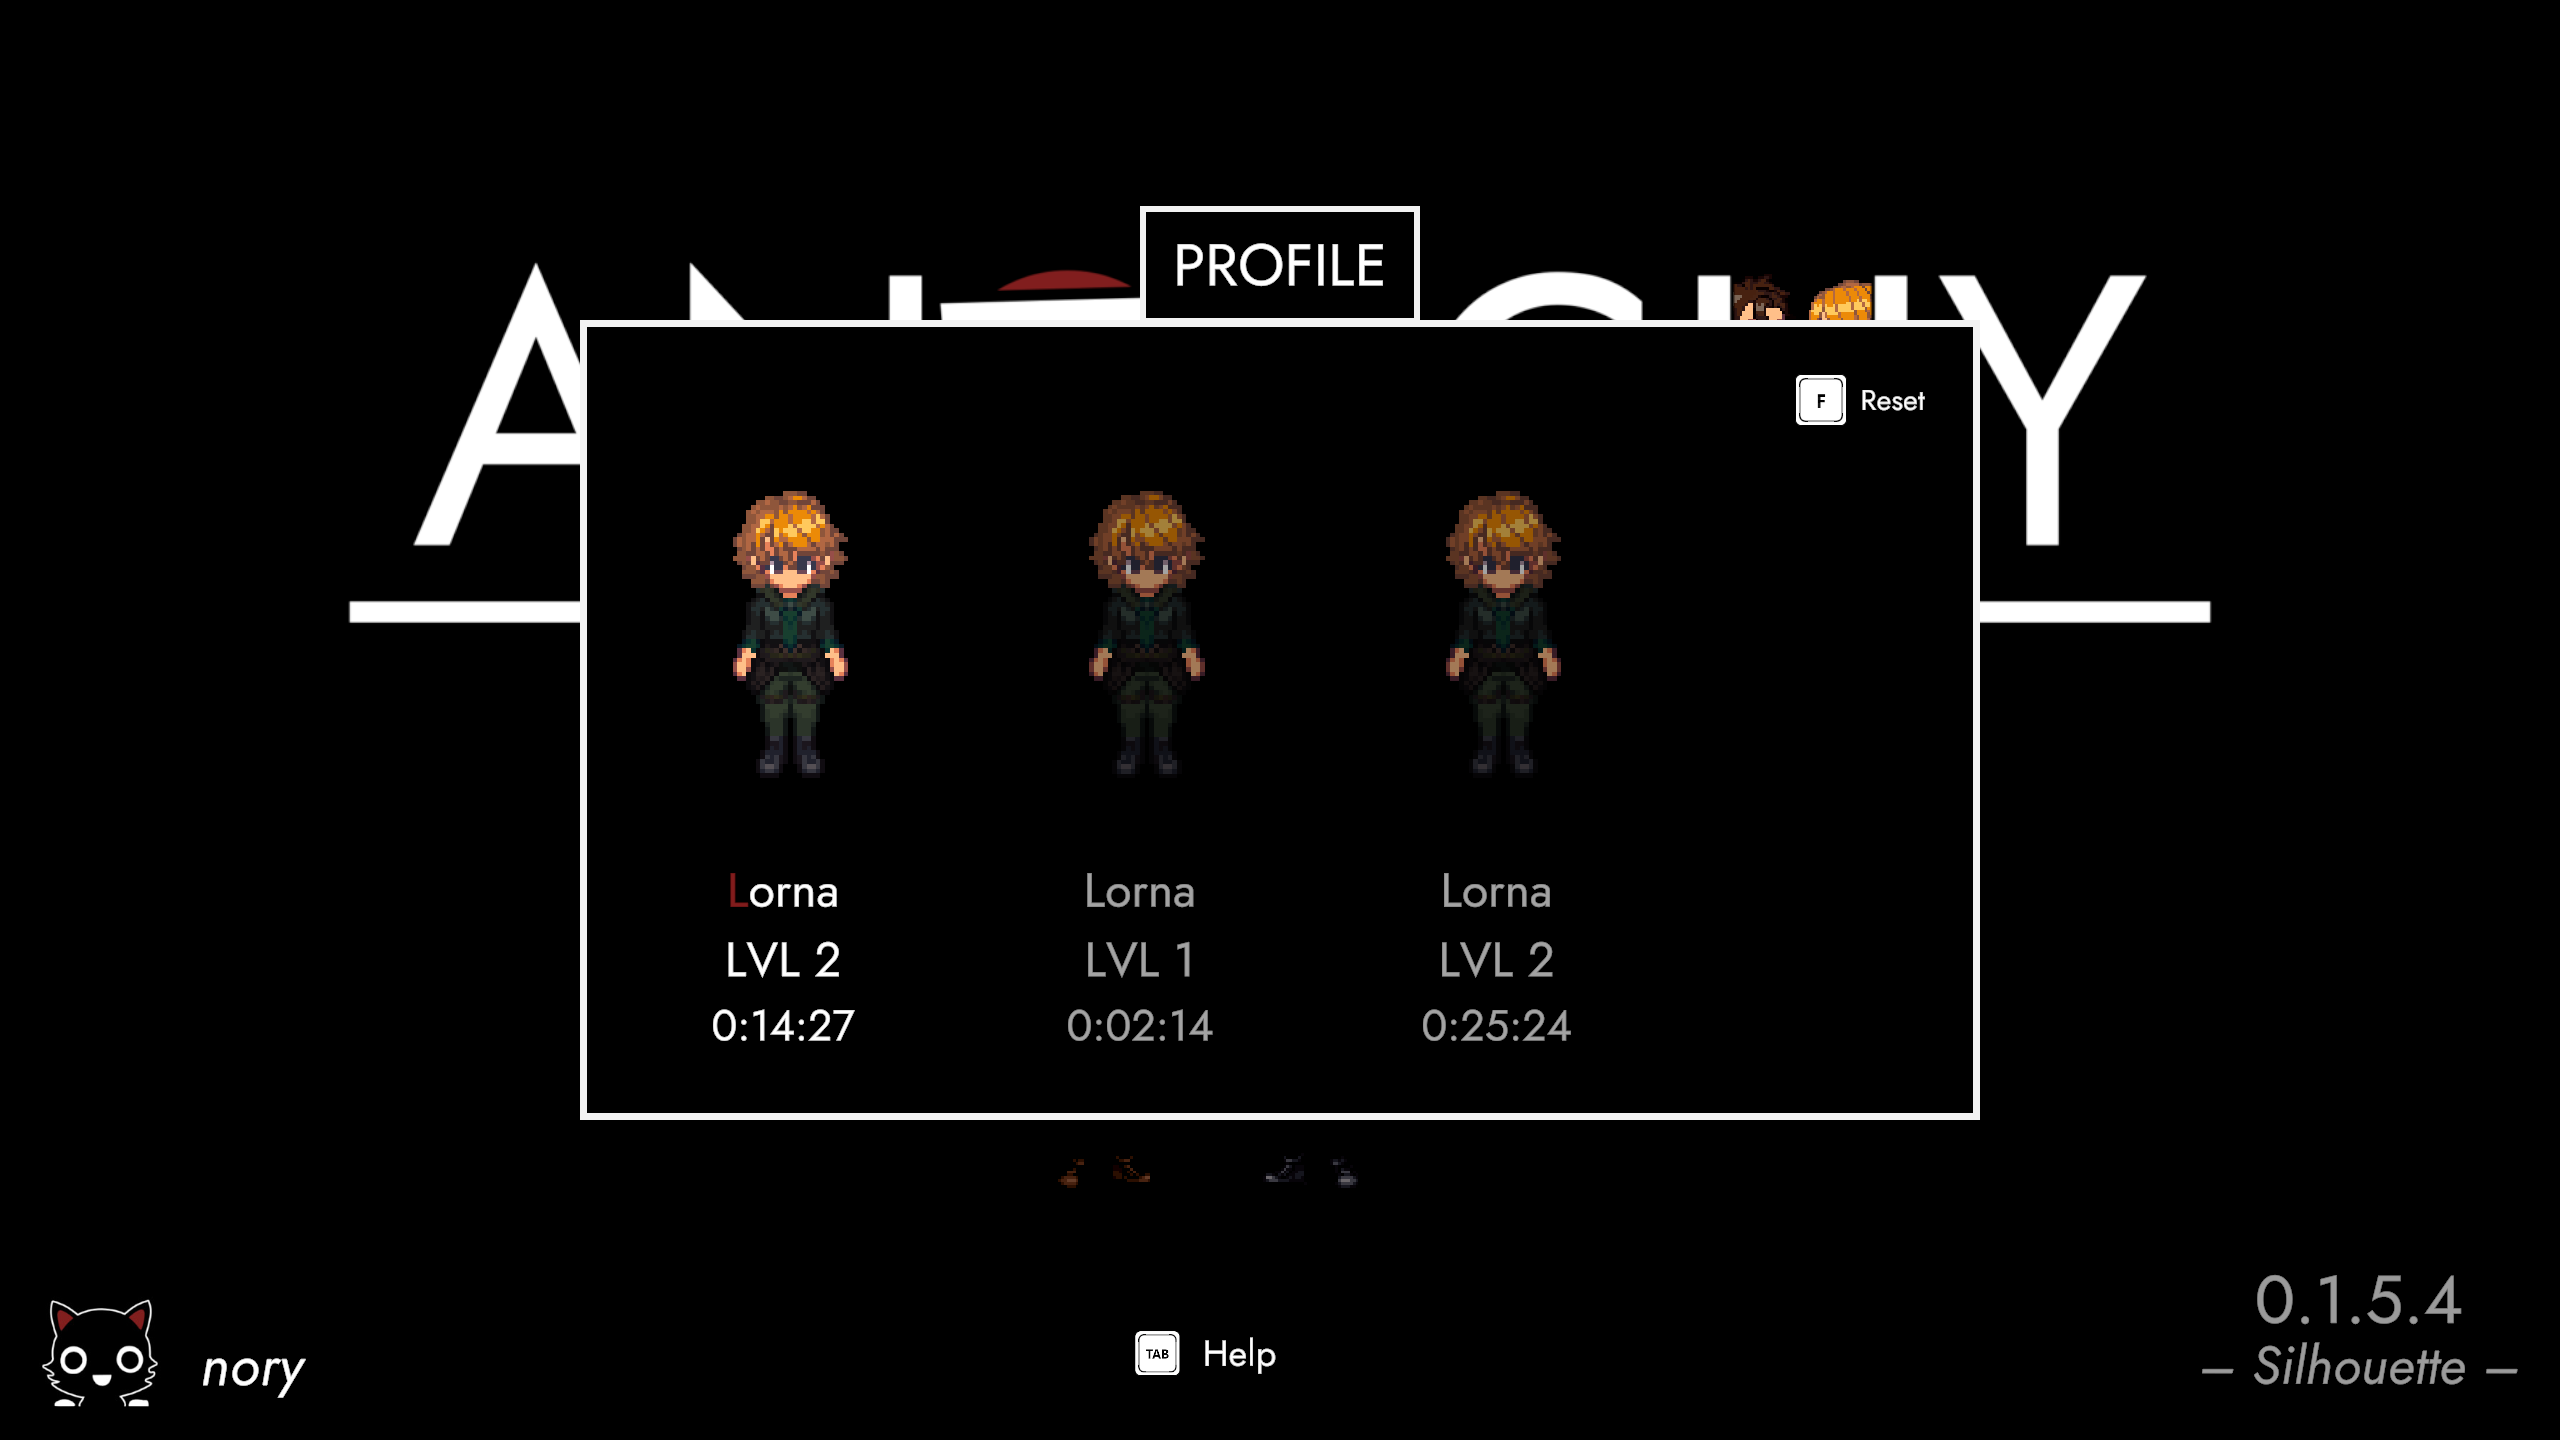 PROFILE
F Reset
Lorna Lorna Lorna
LVL 2 LVL 1 LVL 2
0:14:27 0:02:14 0:25:24
TAB Help
nory
0.1.5.4
– Silhouette –